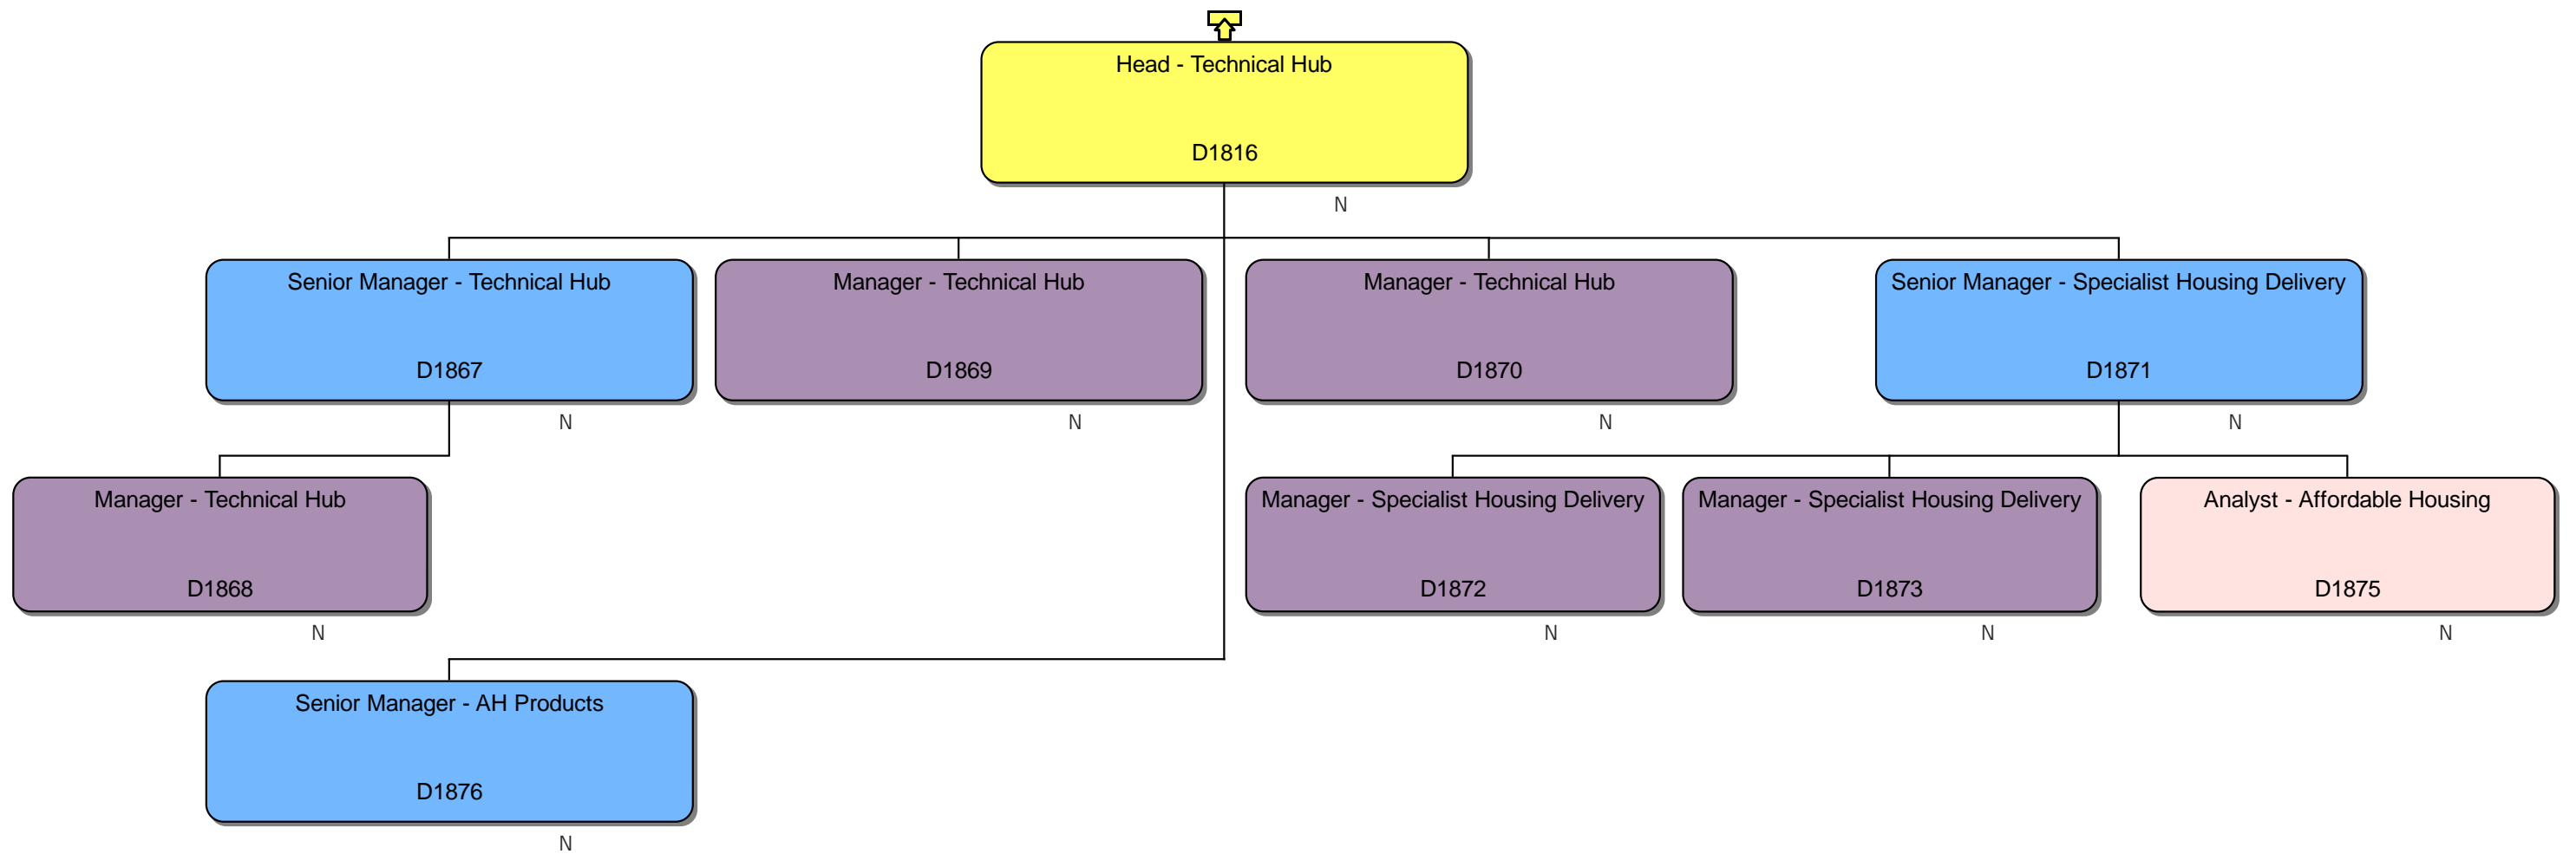 Head - Technical Hub
D1816
N
Senior Manager - Technical Hub
D1867
N
Manager - Technical Hub
D1869
N
Manager - Technical Hub
D1870
N
Senior Manager - Specialist Housing Delivery
D1871
N
Manager - Technical Hub
D1868
N
Manager - Specialist Housing Delivery
D1872
N
Manager - Specialist Housing Delivery
D1873
N
Analyst - Affordable Housing
D1875
N
Senior Manager - AH Products
D1876
N